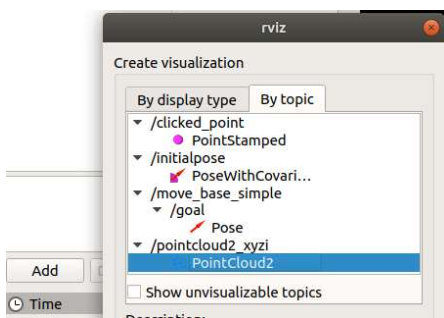 rviz
Create visualization
By display type
By topic
/clicked_point
PointStamped
/initialpose
PoseWithCovari...
/move_base_simple
/goal
Pose
/pointcloud2_xyzi
PointCloud2
Add
Show unvisualizable topics
Time
Description: